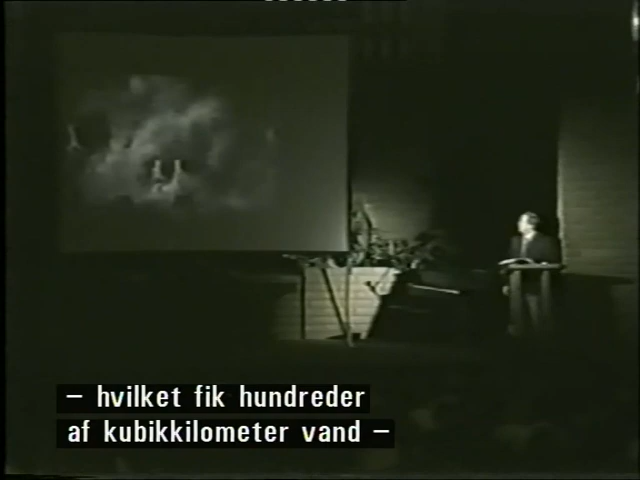 – hvilket fik hundreder
af kubikkilometer vand –